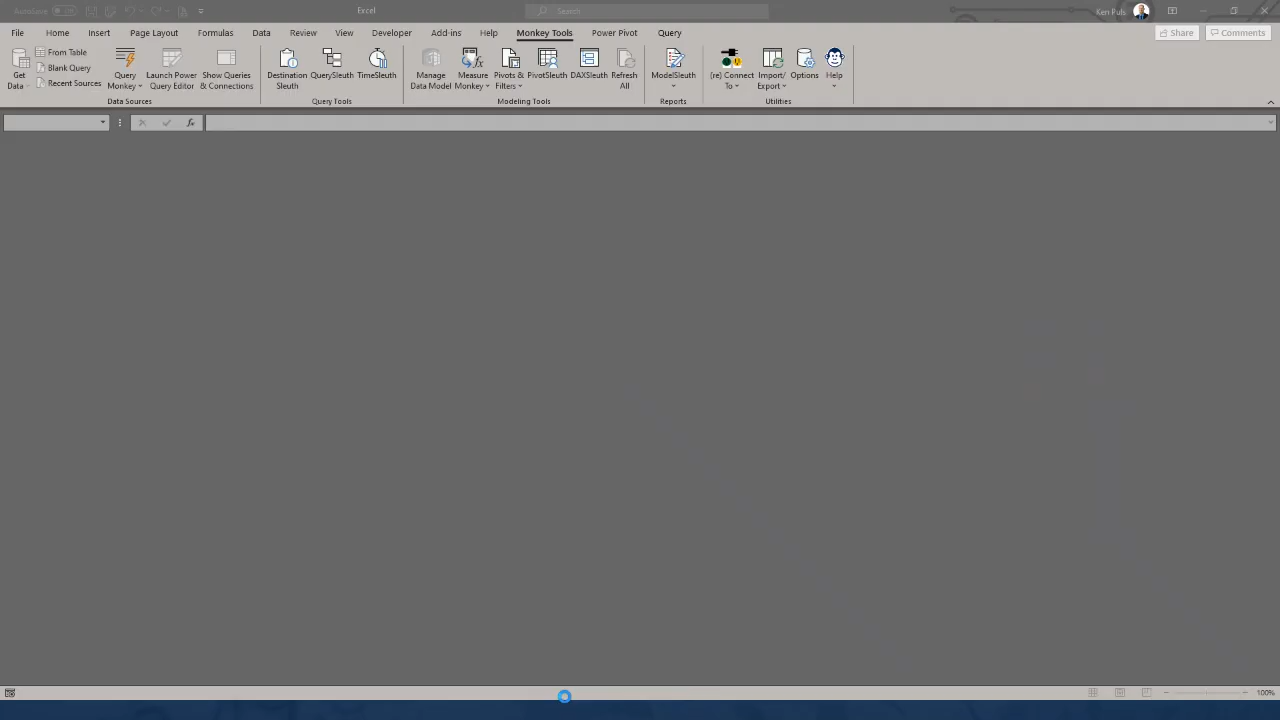 AutoSave Off Excel Search Ken Puls
File Home Insert Page Layout Formulas Data Review View Developer Add-ins Help Monkey Tools Power Pivot Query Share Comments
Get Data
From Table
Blank Query
Recent Sources
Query Monkey
Launch Power Query Editor
Show Queries & Connections
Data Sources
Destination Sleuth
QuerySleuth
TimeSleuth
Query Tools
Manage Data Model
Measure Monkey
Pivots & Filters
PivotSleuth
DAXSleuth
Refresh All
Modeling Tools
ModelSleuth
Reports
(re) Connect To
Import/ Export
Options
Help
Utilities
fx
100%